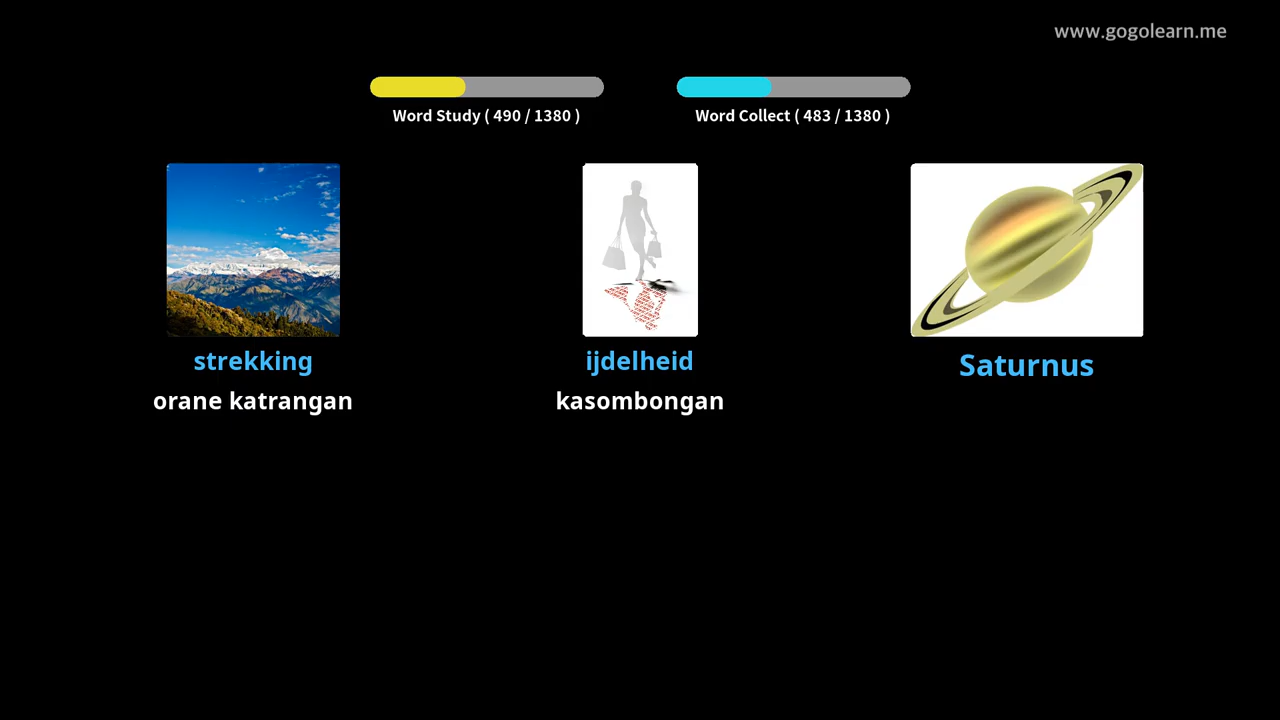 www.gogolearn.me
Word Study ( 490 / 1380 )
Word Collect ( 483 / 1380 )
strekking
ijdelheid
Saturnus
orane katrangan
kasombongan